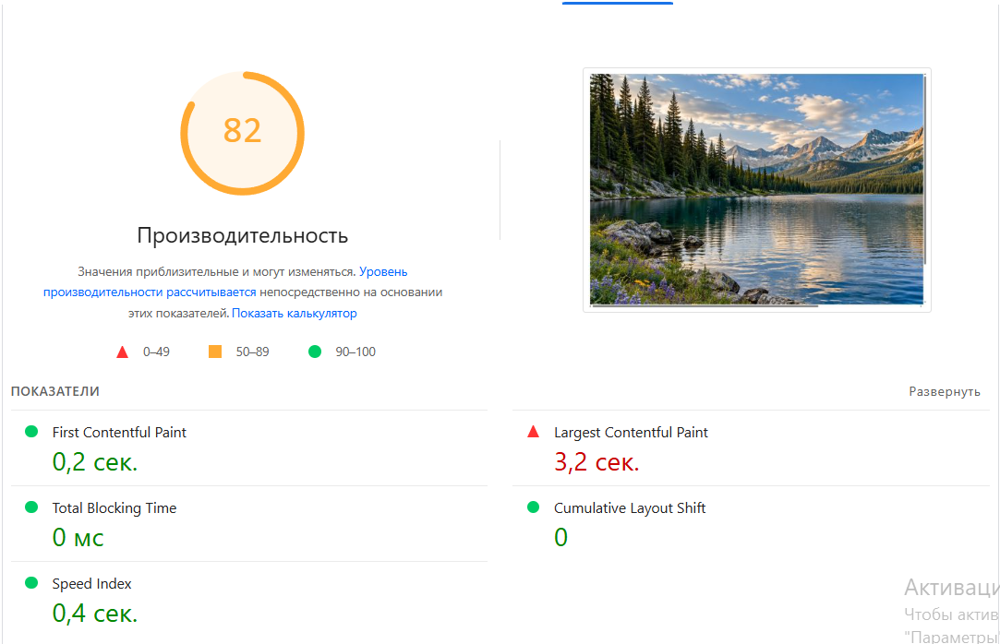 82
Производительность
Значения приблизительные и могут изменяться. Уровень
производительности рассчитывается непосредственно на основании
этих показателей. Показать калькулятор
0–49
50–89
90–100
ПОКАЗАТЕЛИ
Развернуть
First Contentful Paint
0,2 сек.
Largest Contentful Paint
3,2 сек.
Total Blocking Time
0 мс
Cumulative Layout Shift
0
Speed Index
0,4 сек.
Активаци
Чтобы актив
"Параметры"